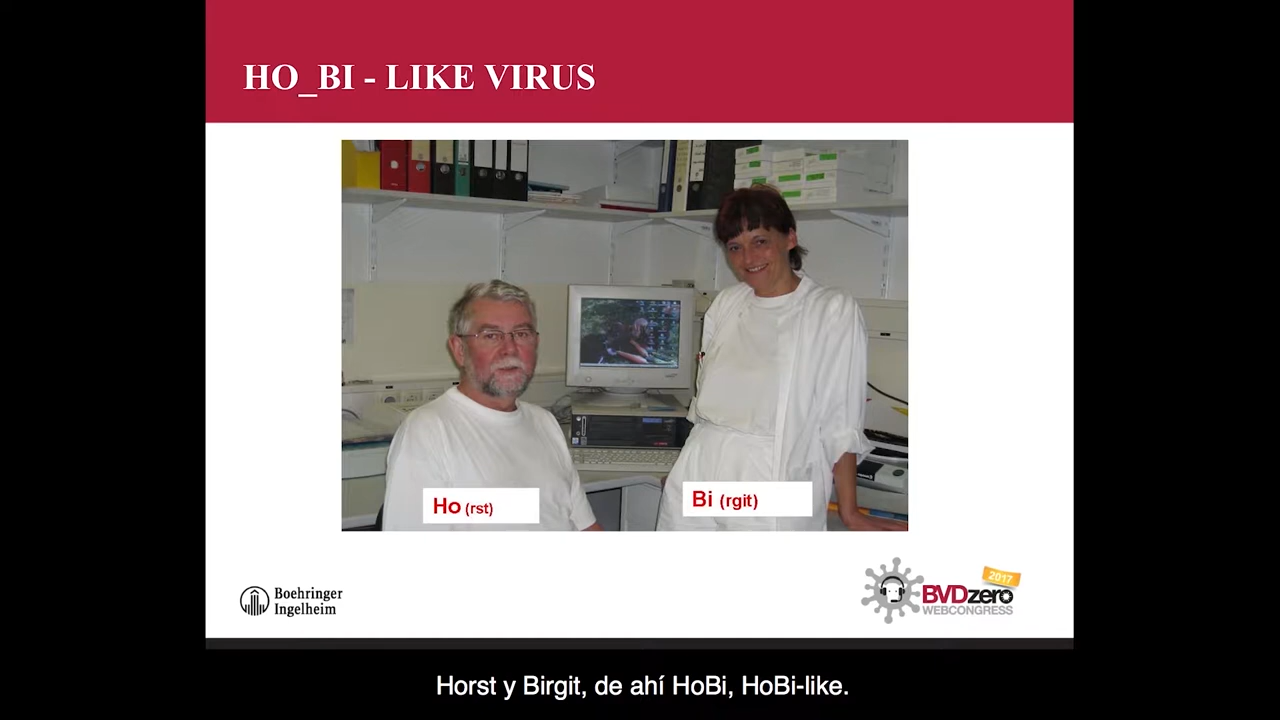 HO_BI - LIKE VIRUS
Ho (rst)
Bi (rgit)
Boehringer
Ingelheim
2017
BVDzero
WEBCONGRESS
Horst y Birgit, de ahí HoBi, HoBi-like.